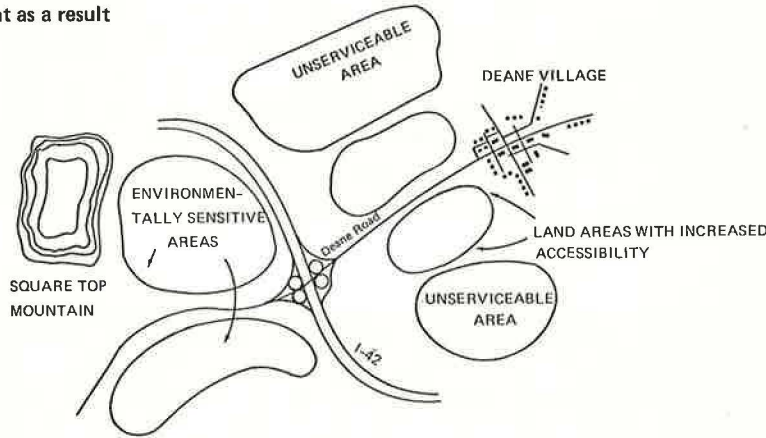 nt as a result
UNSERVICEABLE
AREA
DEANE VILLAGE
ENVIRONMEN-
TALLY SENSITIVE
AREAS
Deane Road
LAND AREAS WITH INCREASED
ACCESSIBILITY
SQUARE TOP
MOUNTAIN
UNSERVICEABLE
AREA
I-42